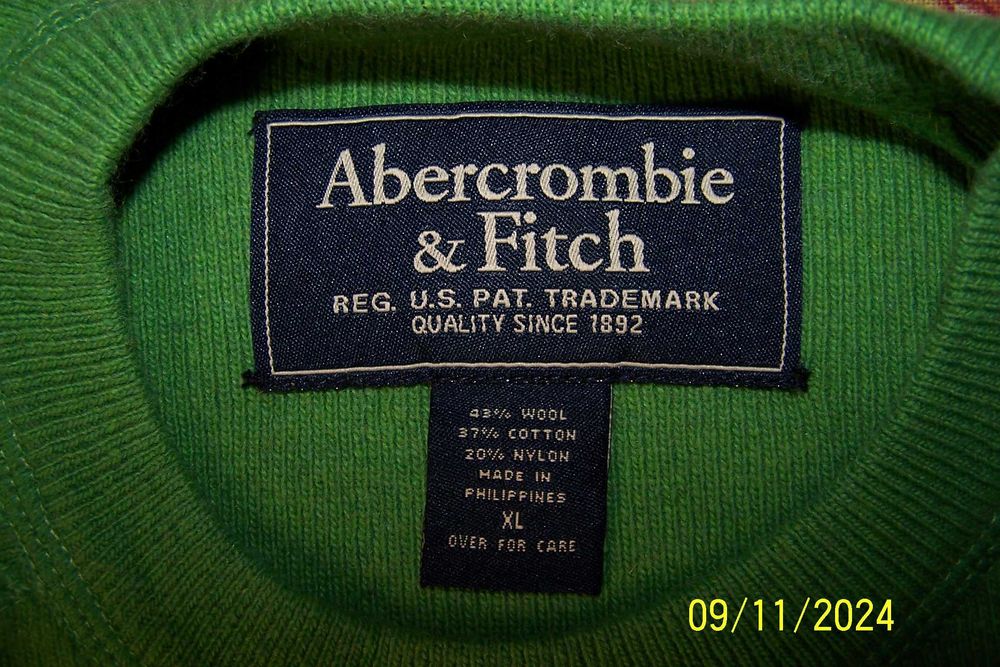 Abercrombie
& Fitch
REG. U.S. PAT. TRADEMARK
QUALITY SINCE 1892
43% WOOL
37% COTTON
20% NYLON
MADE IN
PHILIPPINES
XL
OVER FOR CARE
09/11/2024